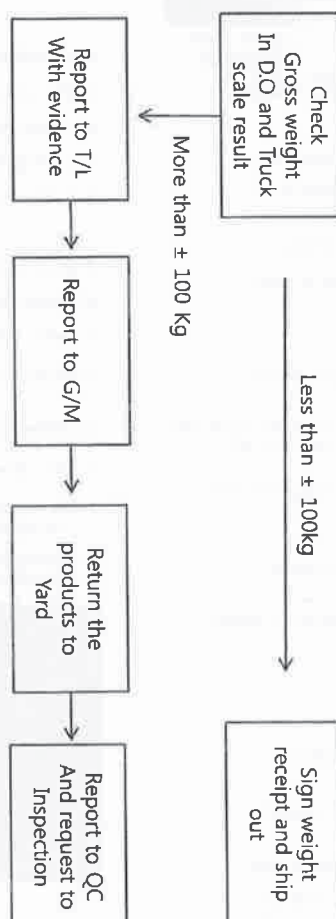 Check
Gross weight
In D.O and Truck
scale result
Less than ± 100kg
Sign weight
receipt and ship
out
More than ± 100 Kg
Report to T/L
With evidence
Report to G/M
Return the
products to
Yard
Report to QC
And request to
Inspection